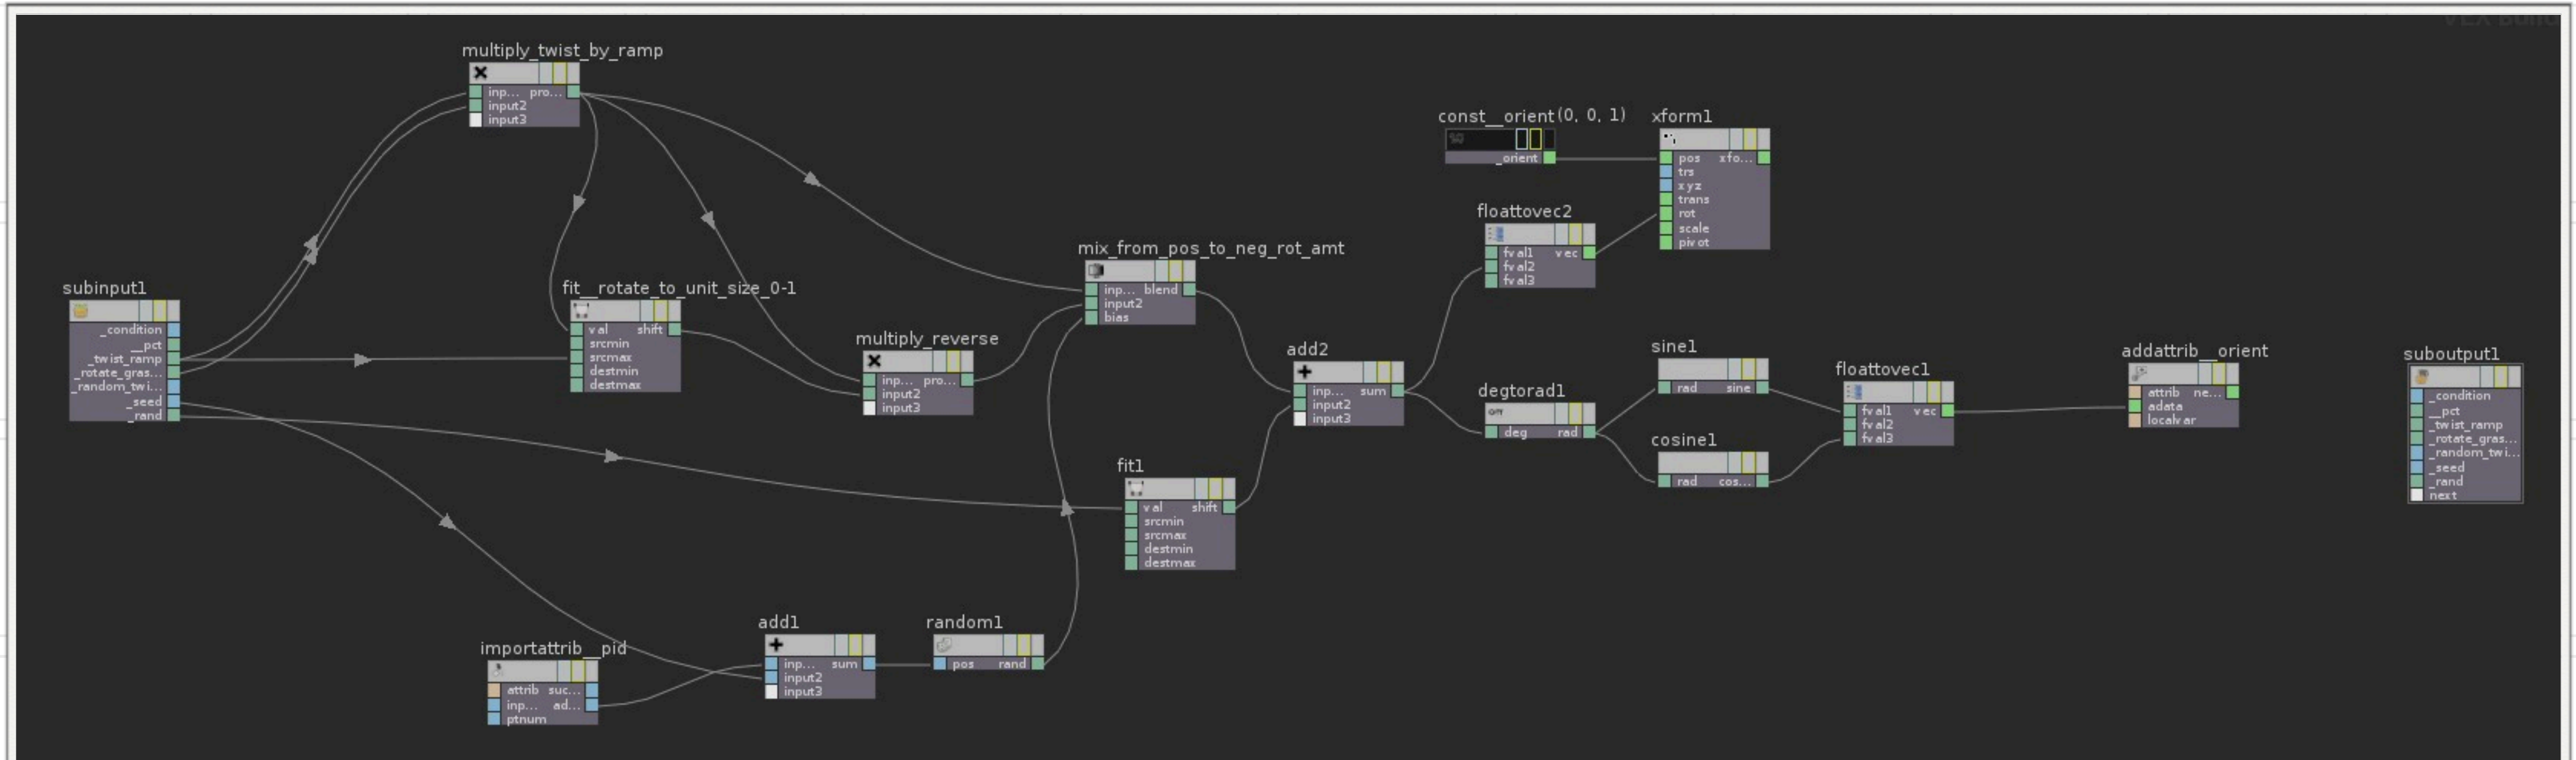 VEX Build
multiply_twist_by_ramp
inp... pro...
input2
input3
const__orient(0, 0, 1)
_orient
xform1
pos xfo...
trs
xyz
trans
rot
scale
pivot
floattovec2
fval1 vec
fval2
fval3
mix_from_pos_to_neg_rot_amt
inp... blend
input2
bias
subinput1
_condition
__pct
_twist_ramp
_rotate_gras...
_random_twi...
_seed
_rand
fit__rotate_to_unit_size_0-1
val shift
srcmin
srcmax
destmin
destmax
multiply_reverse
inp... pro...
input2
input3
add2
inp... sum
input2
input3
degtorad1
deg rad
sine1
rad sine
cosine1
rad cos...
floattovec1
fval1 vec
fval2
fval3
addattrib__orient
attrib ne...
adata
localvar
suboutput1
_condition
__pct
_twist_ramp
_rotate_gras...
_random_twi...
_seed
_rand
next
fit1
val shift
srcmin
srcmax
destmin
destmax
importattrib__pid
attrib suc...
inp... ad...
ptnum
add1
inp... sum
input2
input3
random1
pos rand